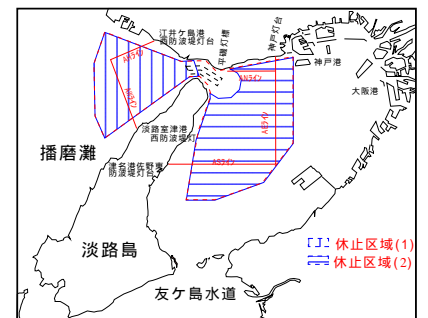 江井ケ島港
西防波堤灯台
平磯灯標
神戸灯台
神戸港
大阪港
淡路室津港
西防波堤灯
播磨灘
津名港佐野東
防波堤灯台
淡路島
休止区域(1)
休止区域(2)
友ケ島水道